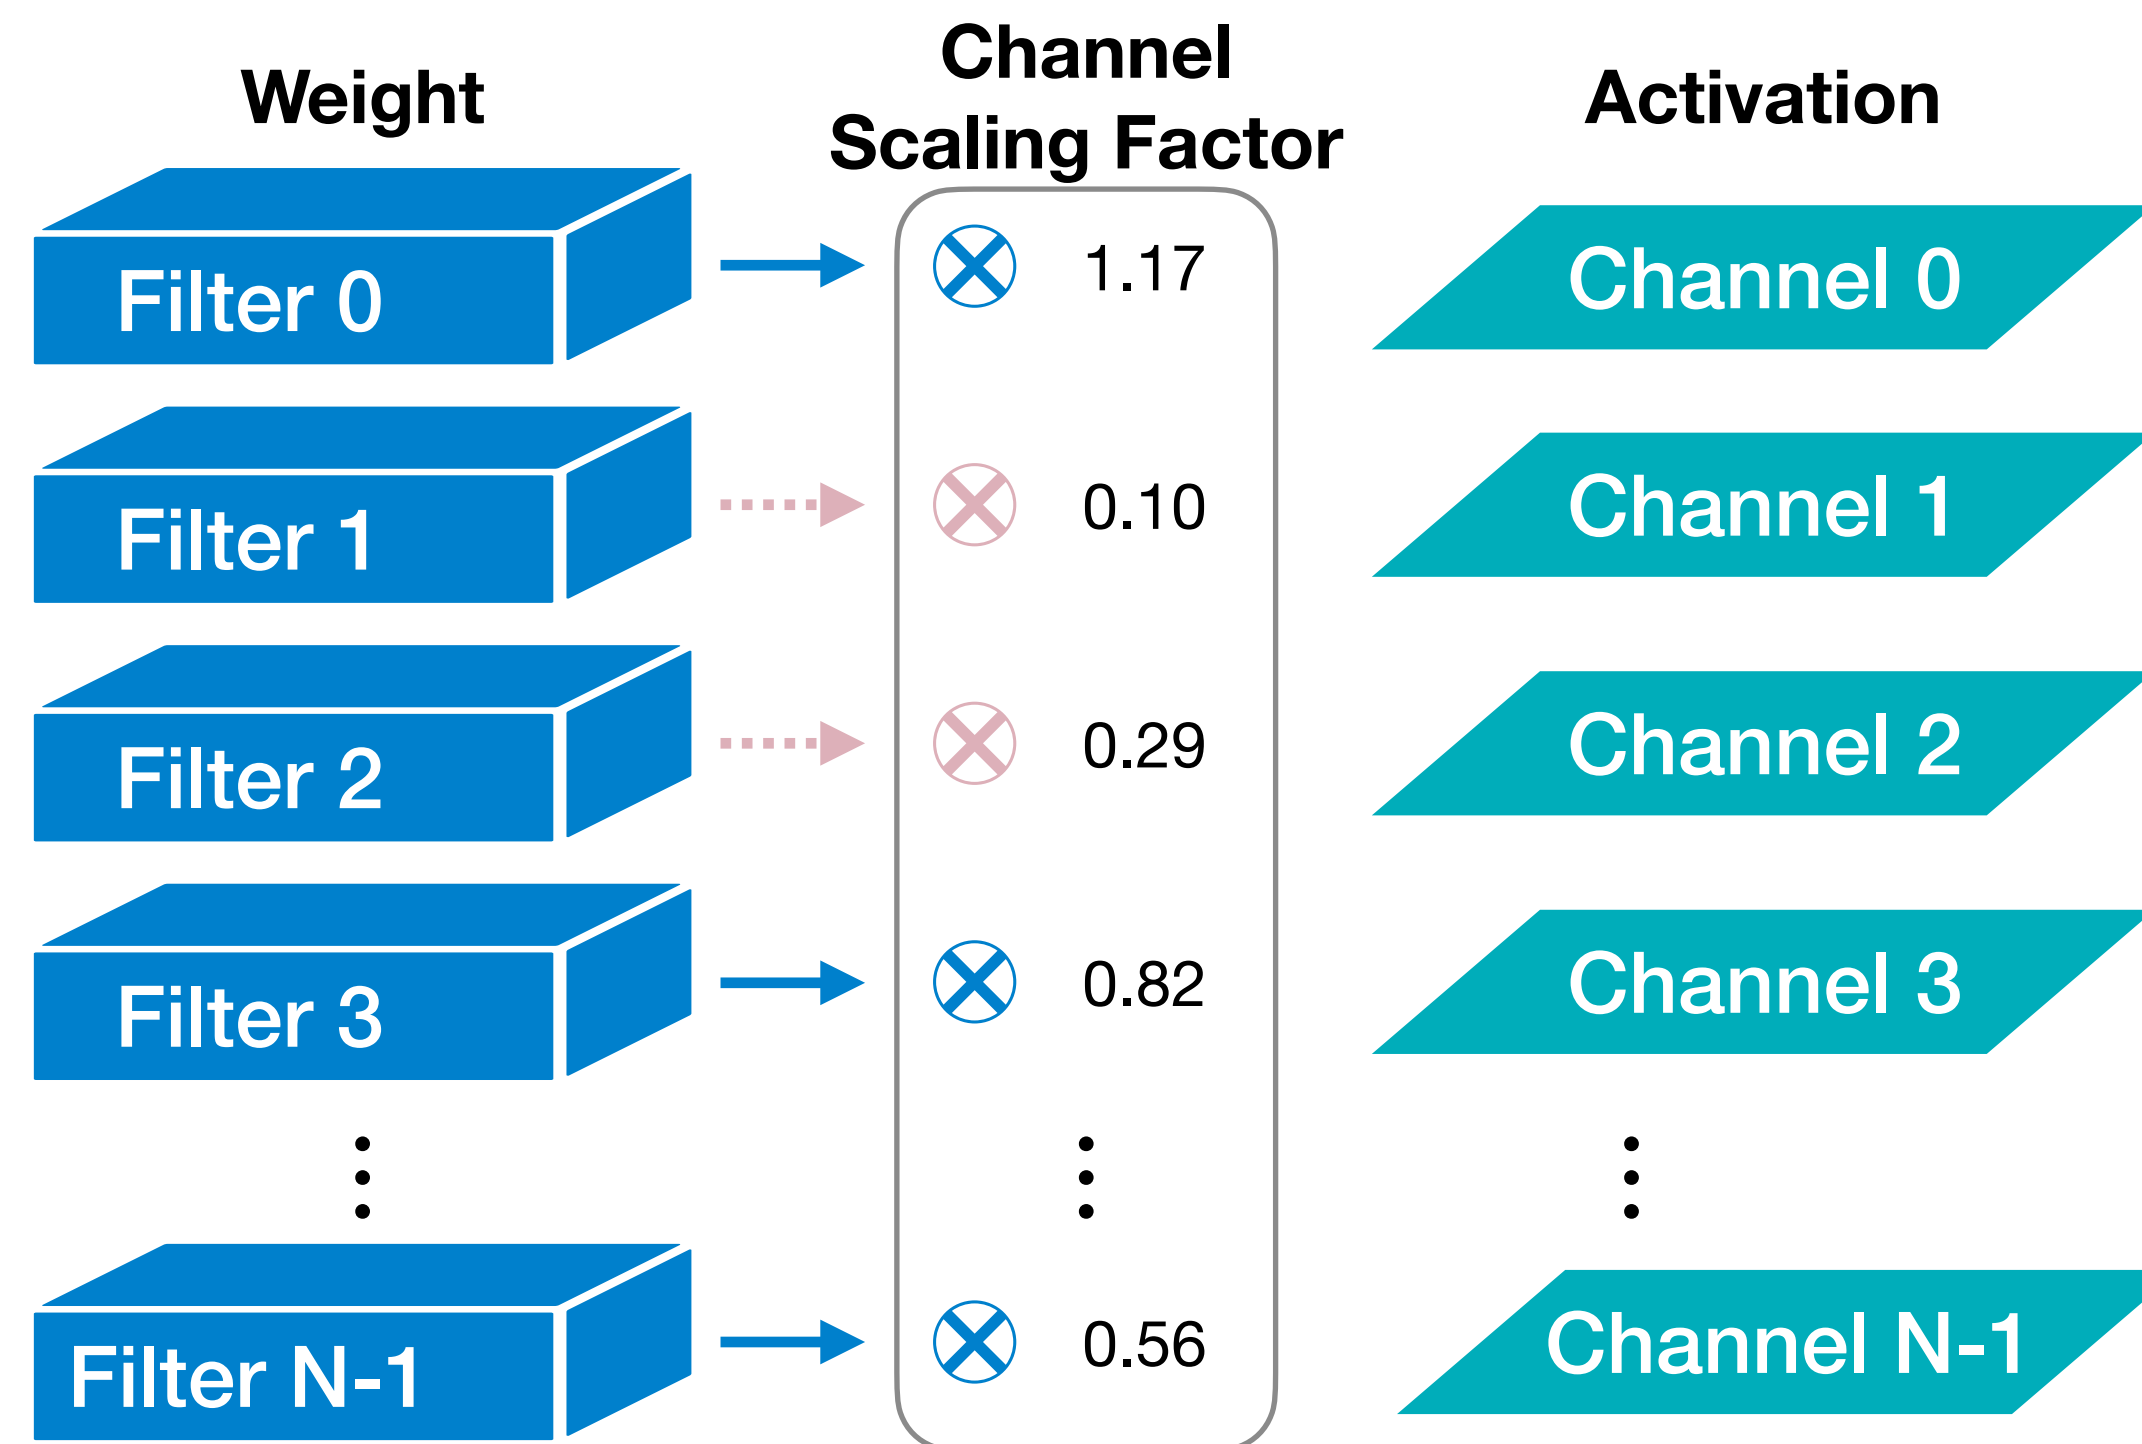 Weight
Channel
Scaling Factor
Activation
Filter 0
1.17
Channel 0
Filter 1
0.10
Channel 1
Filter 2
0.29
Channel 2
Filter 3
0.82
Channel 3
Filter N-1
0.56
Channel N-1